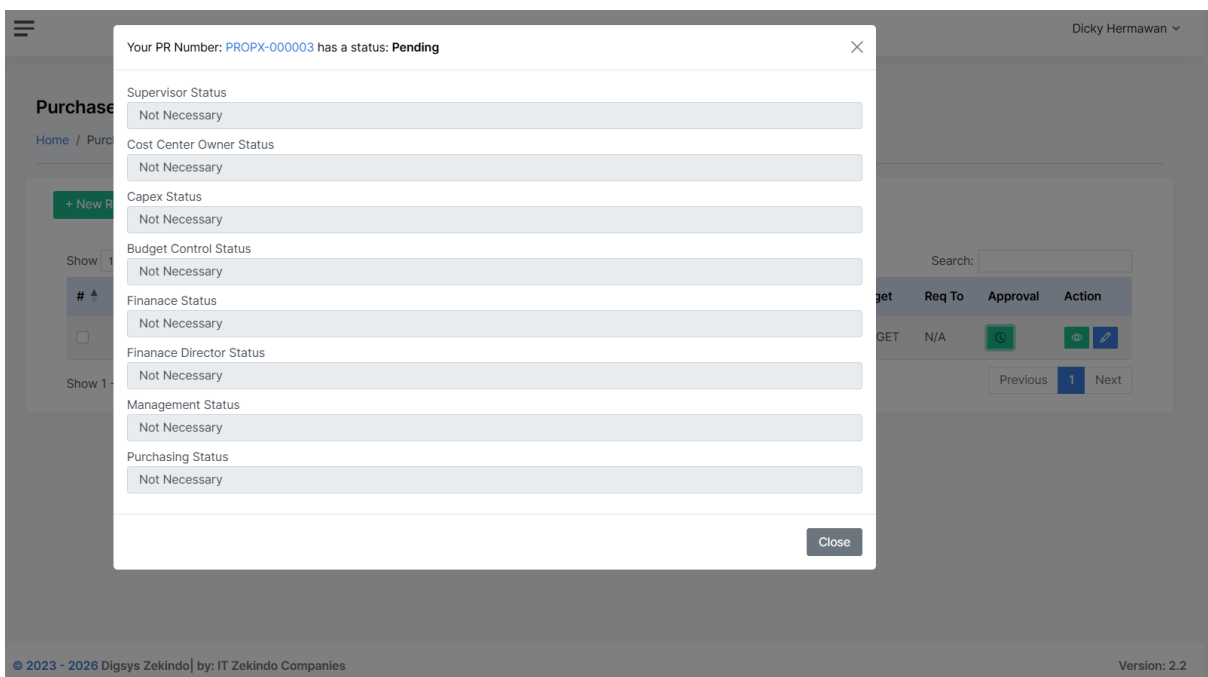 Dicky Hermawan
Your PR Number: PROPX-000003 has a status: Pending
Supervisor Status
Not Necessary
Purchase
Home / Purc
Cost Center Owner Status
Not Necessary
Capex Status
+ New R
Not Necessary
Budget Control Status
Show 1
Search:
Not Necessary
# get Req To Approval Action
Finanace Status
Not Necessary
GET N/A
Finanace Director Status
Not Necessary
Show 1 -
Previous 1 Next
Management Status
Not Necessary
Purchasing Status
Not Necessary
Close
© 2023 - 2026 Digsys Zekindo| by: IT Zekindo Companies
Version: 2.2